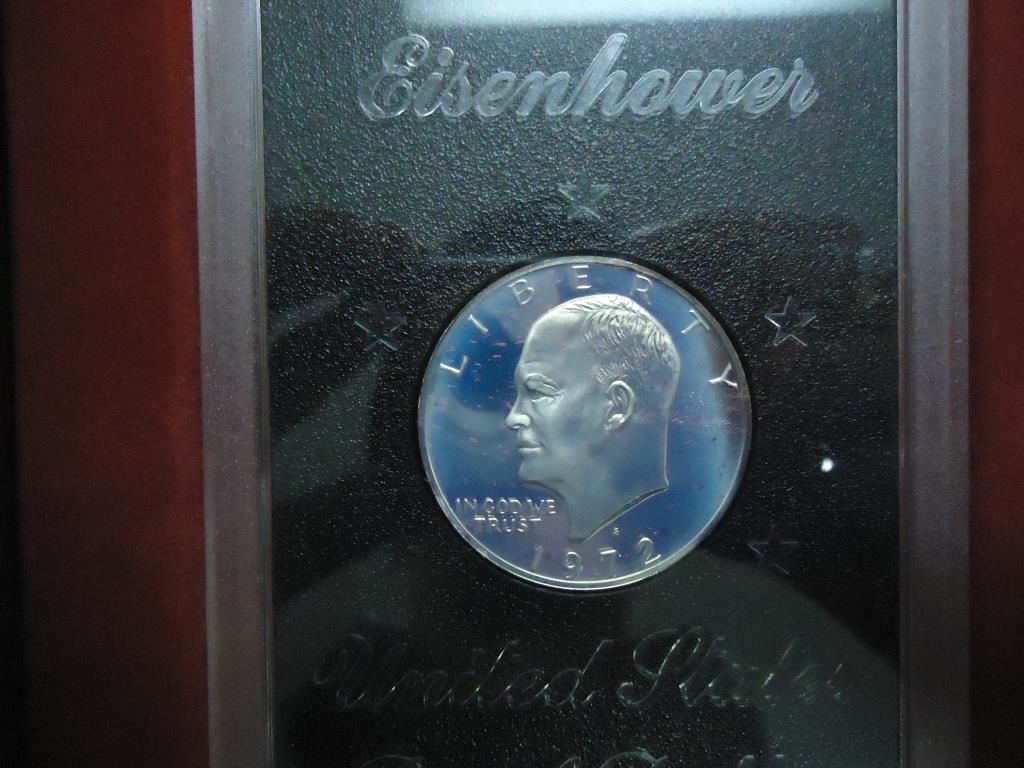 Eisenhower
LIBERTY
IN GOD WE
TRUST
S
1972
United States